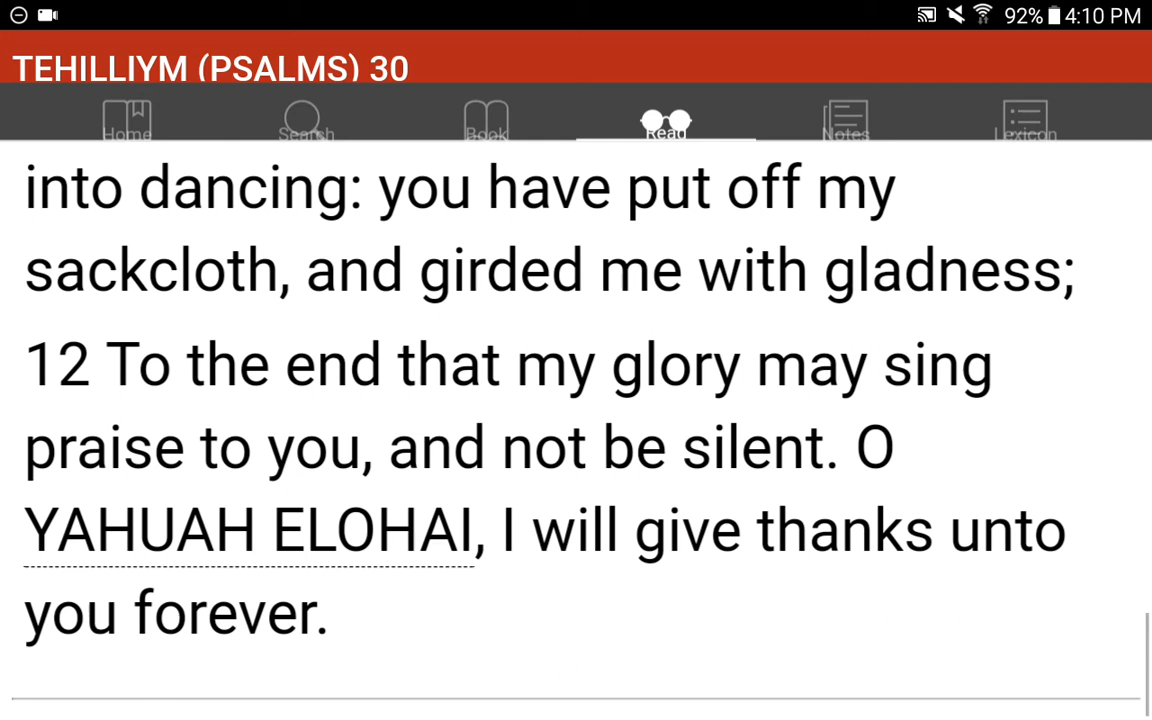 92% 4:10 PM
TEHILLIYM (PSALMS) 30
Home Search Book Read Notes Lexicon
into dancing: you have put off my
sackcloth, and girded me with gladness;
12 To the end that my glory may sing
praise to you, and not be silent. O
YAHUAH ELOHAI, I will give thanks unto
you forever.